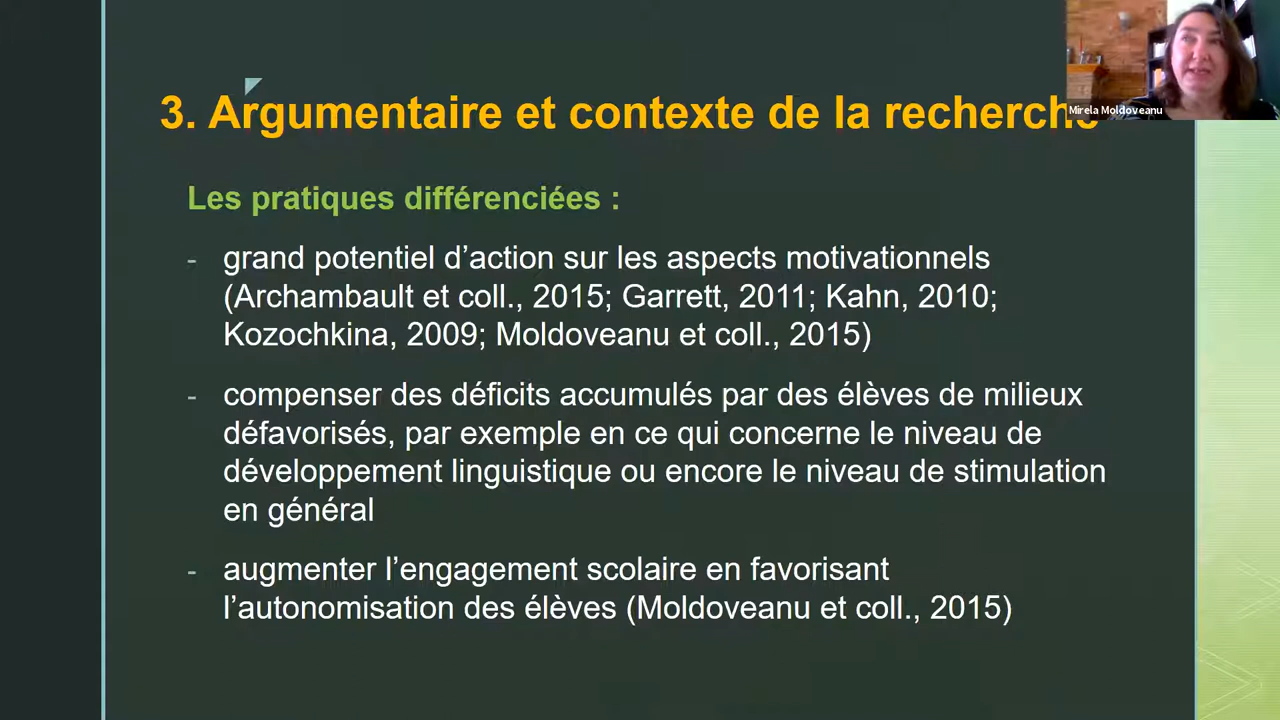 3. Argumentaire et contexte de la recherche
Mirela Moldoveanu
Les pratiques différenciées :
- grand potentiel d’action sur les aspects motivationnels
(Archambault et coll., 2015; Garrett, 2011; Kahn, 2010;
Kozochkina, 2009; Moldoveanu et coll., 2015)
- compenser des déficits accumulés par des élèves de milieux
défavorisés, par exemple en ce qui concerne le niveau de
développement linguistique ou encore le niveau de stimulation
en général
- augmenter l’engagement scolaire en favorisant
l’autonomisation des élèves (Moldoveanu et coll., 2015)